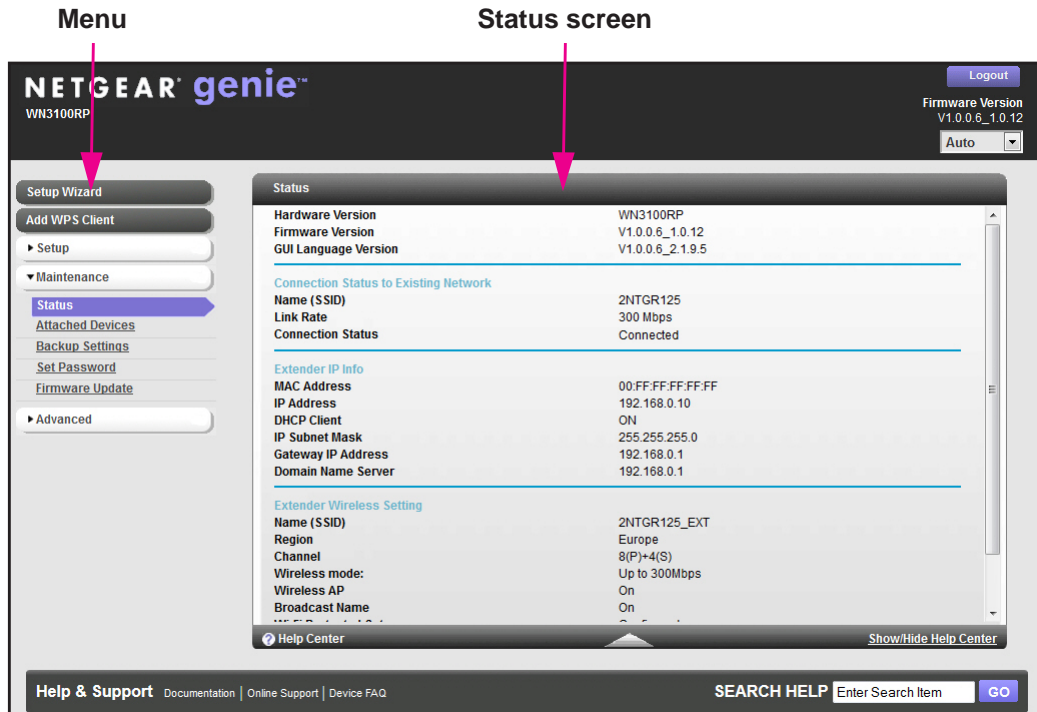 Menu
Status screen
NETGEAR® genie™
WN3100RP
Logout
Firmware Version
V1.0.0.6_1.0.12
Auto
Setup Wizard
Add WPS Client
Setup
Maintenance
Status
Attached Devices
Backup Settings
Set Password
Firmware Update
Advanced
Status
Hardware Version WN3100RP
Firmware Version V1.0.0.6_1.0.12
GUI Language Version V1.0.0.6_2.1.9.5
Connection Status to Existing Network
Name (SSID) 2NTGR125
Link Rate 300 Mbps
Connection Status Connected
Extender IP Info
MAC Address 00:FF:FF:FF:FF:FF
IP Address 192.168.0.10
DHCP Client ON
IP Subnet Mask 255.255.255.0
Gateway IP Address 192.168.0.1
Domain Name Server 192.168.0.1
Extender Wireless Setting
Name (SSID) 2NTGR125_EXT
Region Europe
Channel 8(P)+4(S)
Wireless mode: Up to 300Mbps
Wireless AP On
Broadcast Name On
Help Center
Show/Hide Help Center
Help & Support Documentation | Online Support | Device FAQ
SEARCH HELP Enter Search Item GO